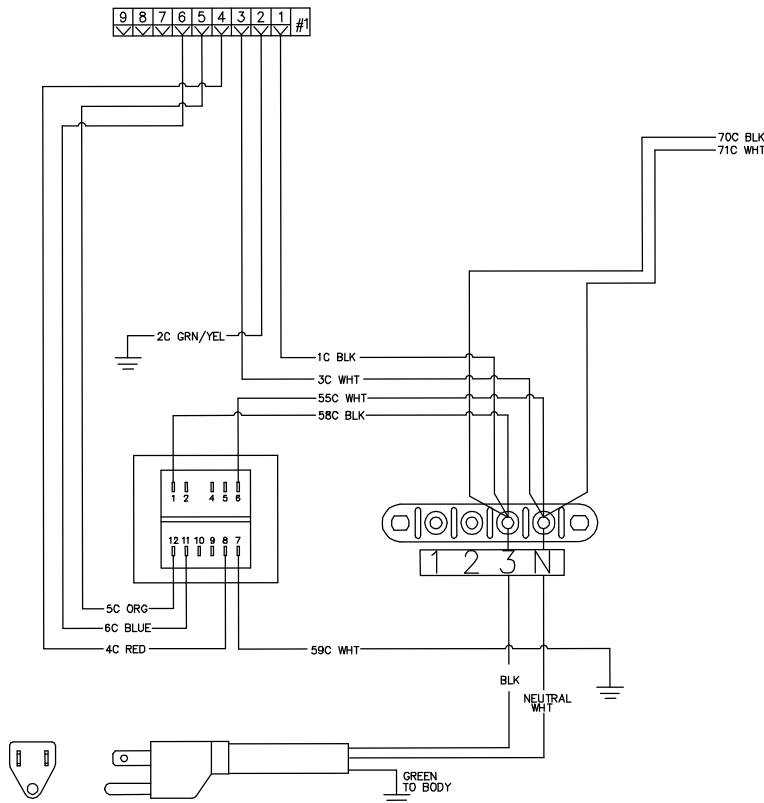 9 8 7 6 5 4 3 2 1 #1
70C BLK
71C WHT
2C GRN/YEL
1C BLK
3C WHT
55C WHT
58C BLK
1 2 4 5 6
12 11 10 9 8 7
1 2 3 N
5C ORG
6C BLUE
4C RED
59C WHT
BLK
NEUTRAL
WHT
GREEN
TO BODY